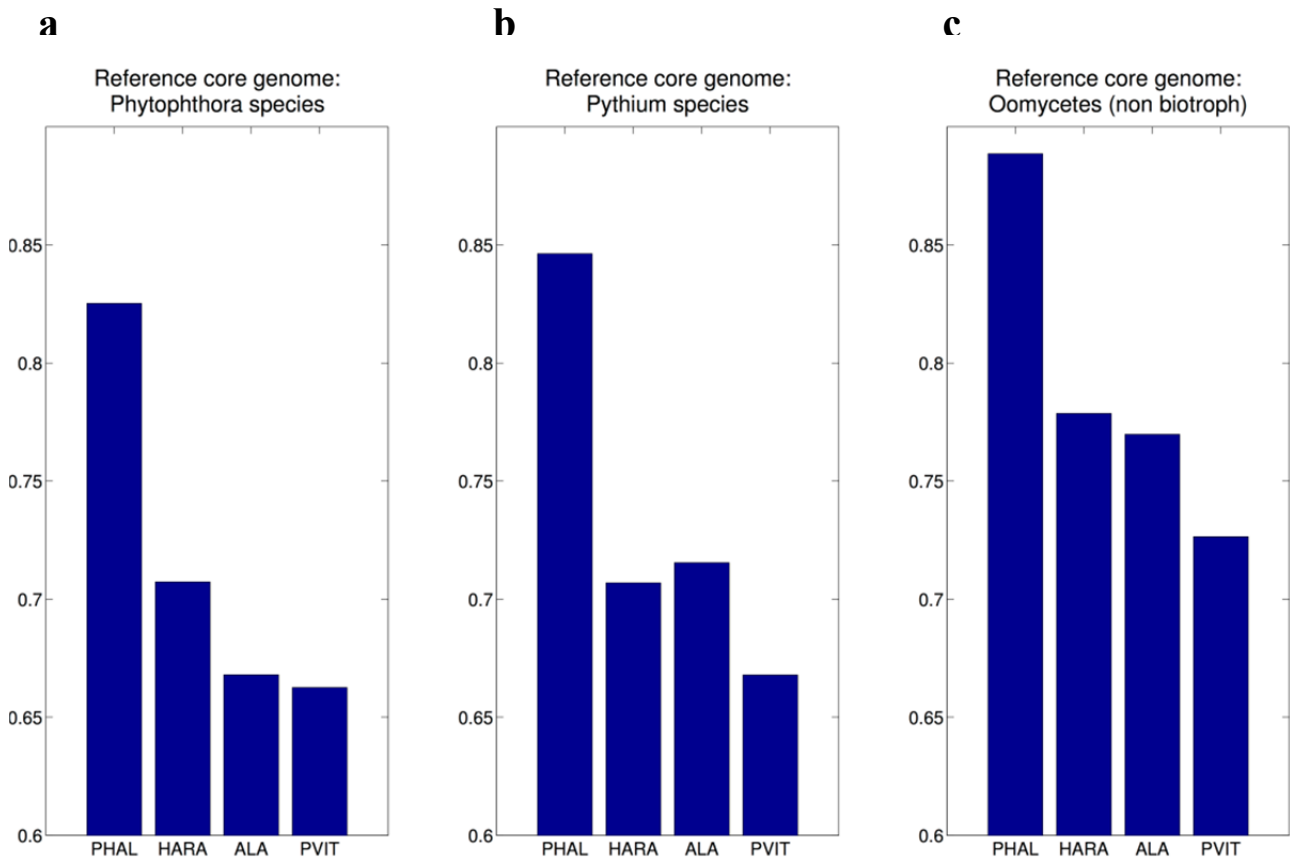 a
b
c
Reference core genome:
Phytophthora species
Reference core genome:
Pythium species
Reference core genome:
Oomycetes (non biotroph)
0.85
0.8
0.75
0.7
0.65
0.6
PHAL HARA ALA PVIT
0.85
0.8
0.75
0.7
0.65
0.6
PHAL HARA ALA PVIT
0.85
0.8
0.75
0.7
0.65
0.6
PHAL HARA ALA PVIT